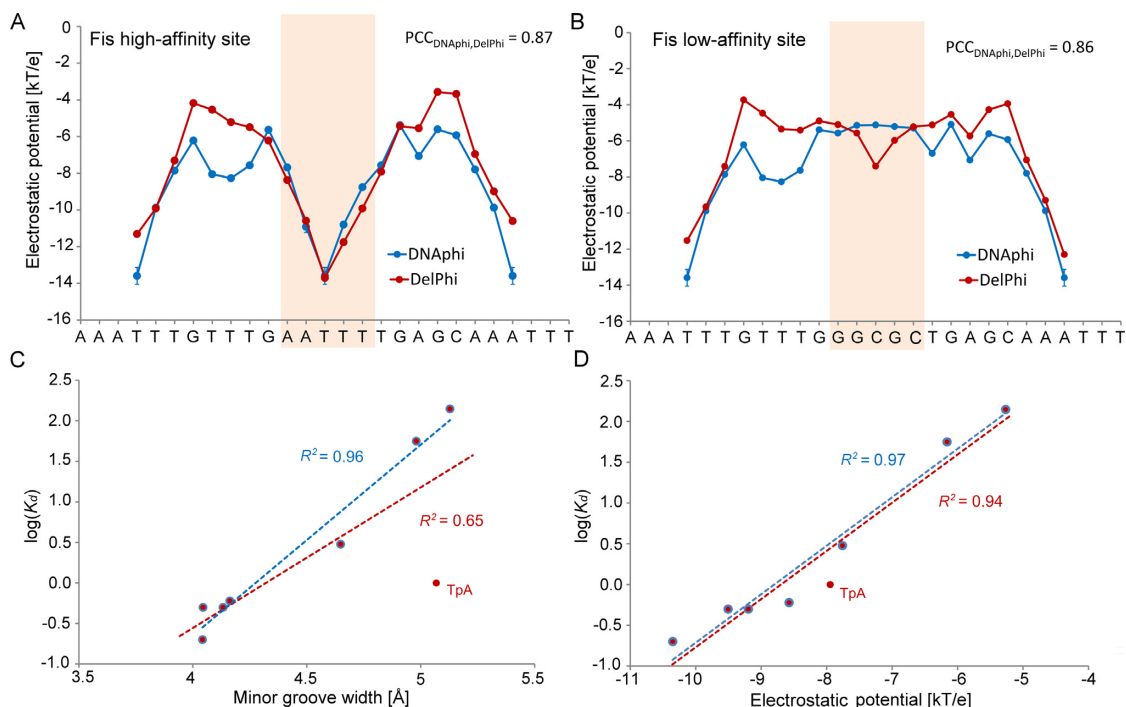 A
Fis high-affinity site
PCC_DNAphi,DelPhi = 0.87
Electrostatic potential [kT/e]
0
-2
-4
-6
-8
-10
-12
-14
-16
DNAphi
DelPhi
A A A T T T G T T T G A A T T T T G A G C A A A T T T
B
Fis low-affinity site
PCC_DNAphi,DelPhi = 0.86
Electrostatic potential [kT/e]
0
-2
-4
-6
-8
-10
-12
-14
-16
DNAphi
DelPhi
A A A T T T G T T T G G G C G C T G A G C A A A T T T
C
log(Kd)
2.5
2.0
1.5
1.0
0.5
0.0
-0.5
-1.0
R² = 0.96
R² = 0.65
TpA
3.5 4 4.5 5 5.5
Minor groove width [Å]
D
log(Kd)
2.5
2.0
1.5
1.0
0.5
0.0
-0.5
-1.0
R² = 0.97
R² = 0.94
TpA
-11 -10 -9 -8 -7 -6 -5 -4
Electrostatic potential [kT/e]